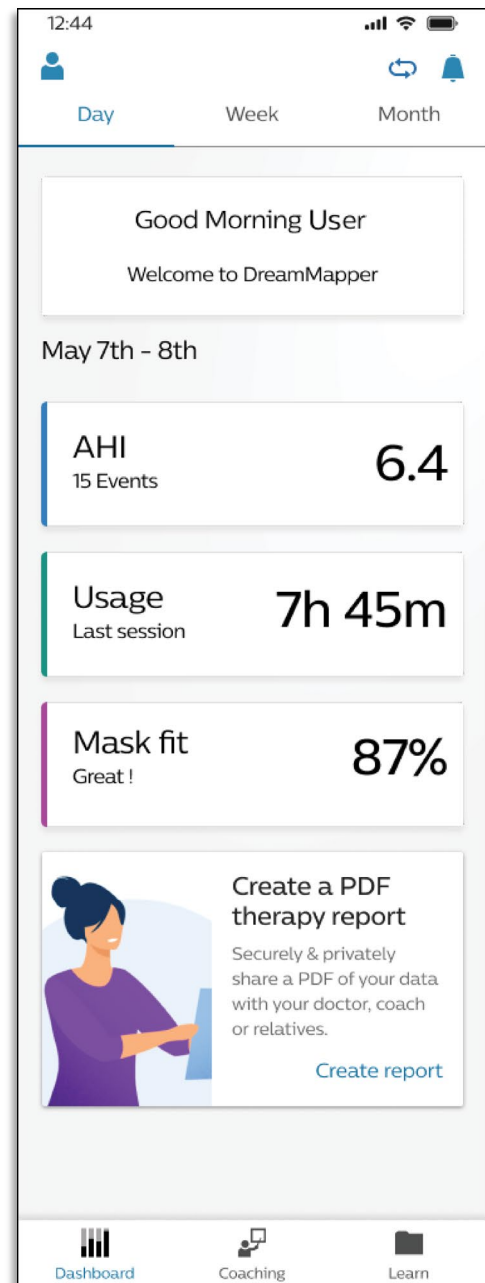 12:44
Day Week Month
Good Morning User
Welcome to DreamMapper
May 7th - 8th
AHI
15 Events
6.4
Usage
Last session
7h 45m
Mask fit
Great !
87%
Create a PDF
therapy report
Securely & privately
share a PDF of your data
with your doctor, coach
or relatives.
Create report
Dashboard Coaching Learn